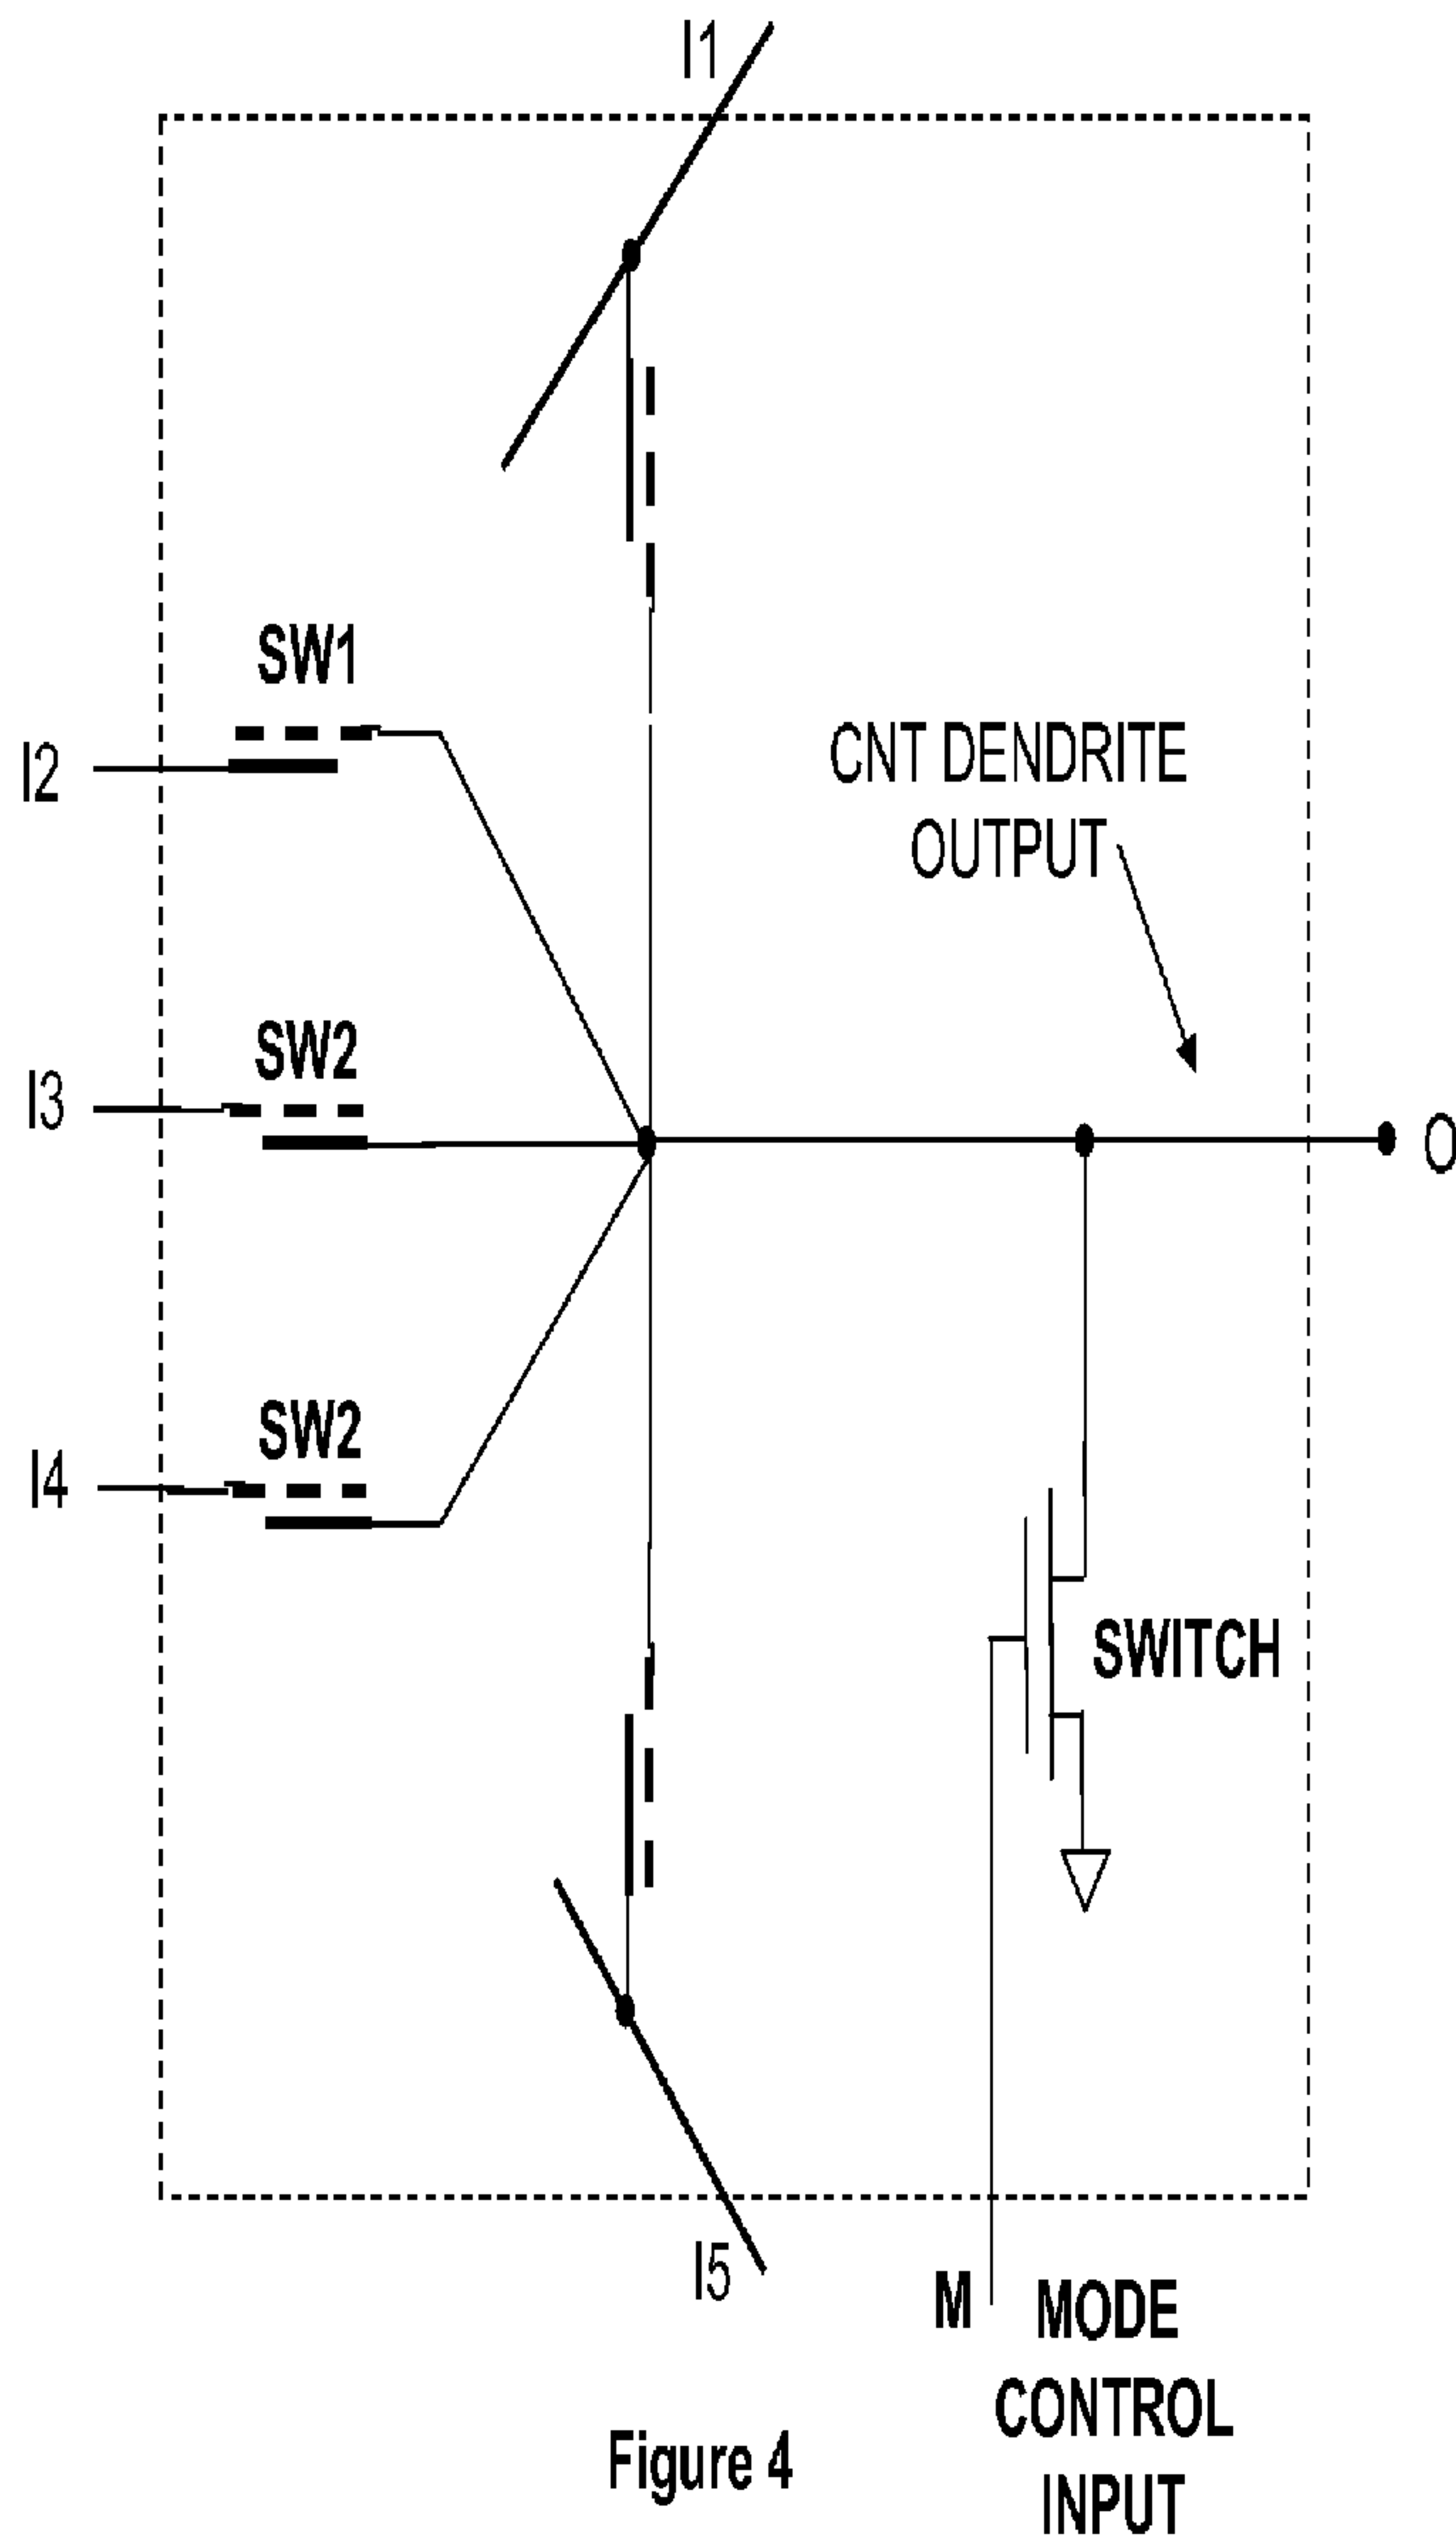 I1
SW1
I2
CNT DENDRITE
OUTPUT
SW2
I3
O
SW2
I4
SWITCH
I5
M
MODE
CONTROL
INPUT
Figure 4